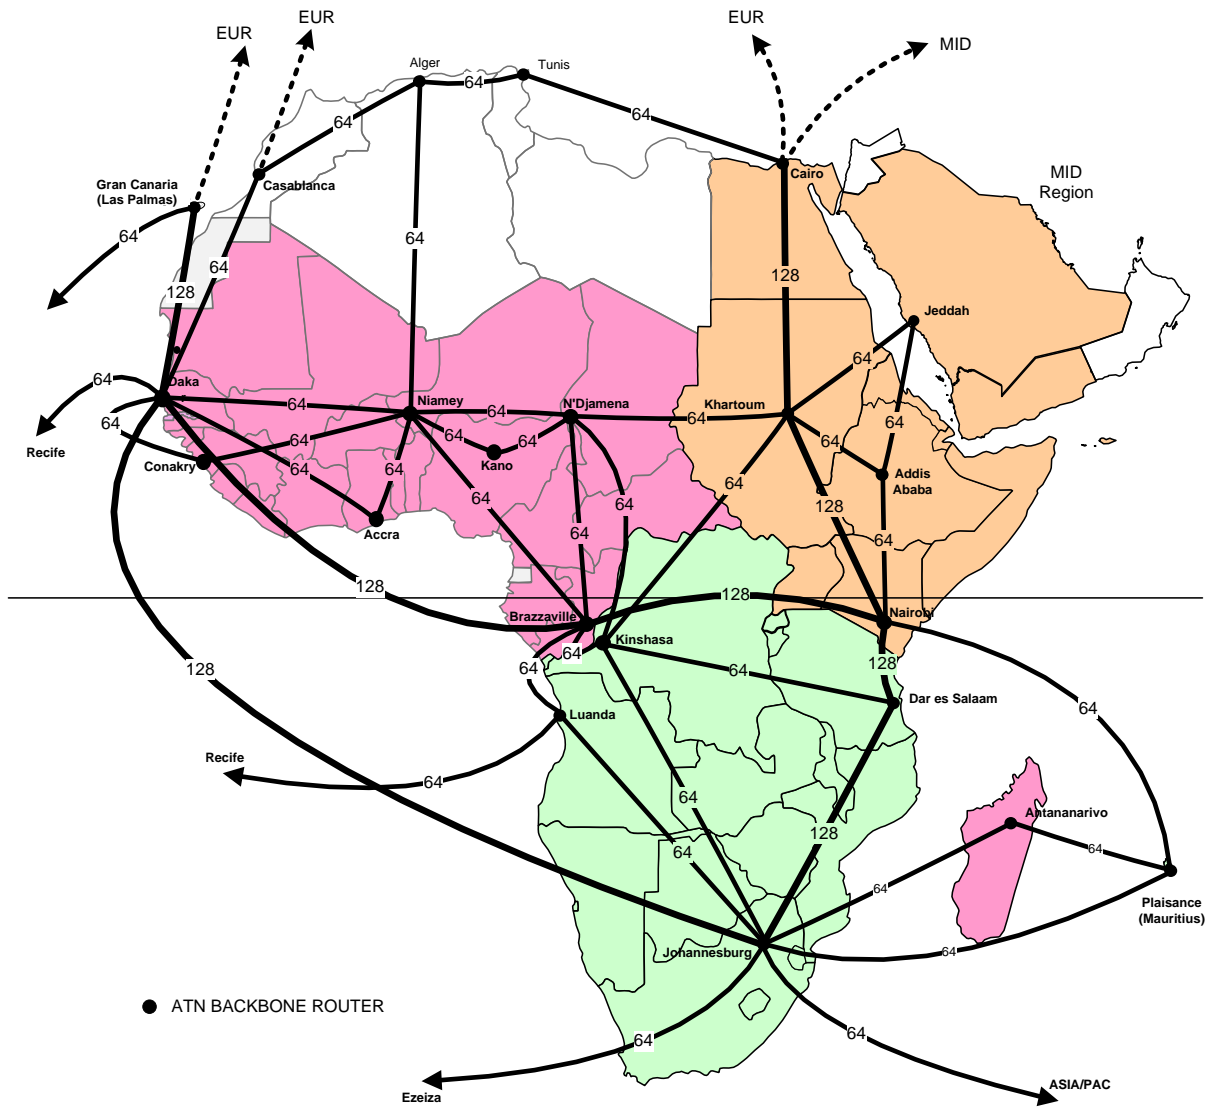 EUR
EUR
EUR
MID
Alger
Tunis
64
64
64
Cairo
MID
Region
Gran Canaria
(Las Palmas)
Casablanca
64
64
64
128
128
Jeddah
64
Daka
64
64
Niamey
64
N'Djamena
64
Khartoum
64
64
64
Recife
Conakry
64
64
64
64
Kano
64
64
Addis
Ababa
64
64
64
64
128
Accra
64
64
128
128
Brazzaville
Nairobi
Kinshasa
64
64
64
128
128
Luanda
Dar es Salaam
64
Recife
64
64
128
Antananarivo
64
64
64
Plaisance
(Mauritius)
Johannesburg
64
ATN BACKBONE ROUTER
64
64
Ezeiza
ASIA/PAC